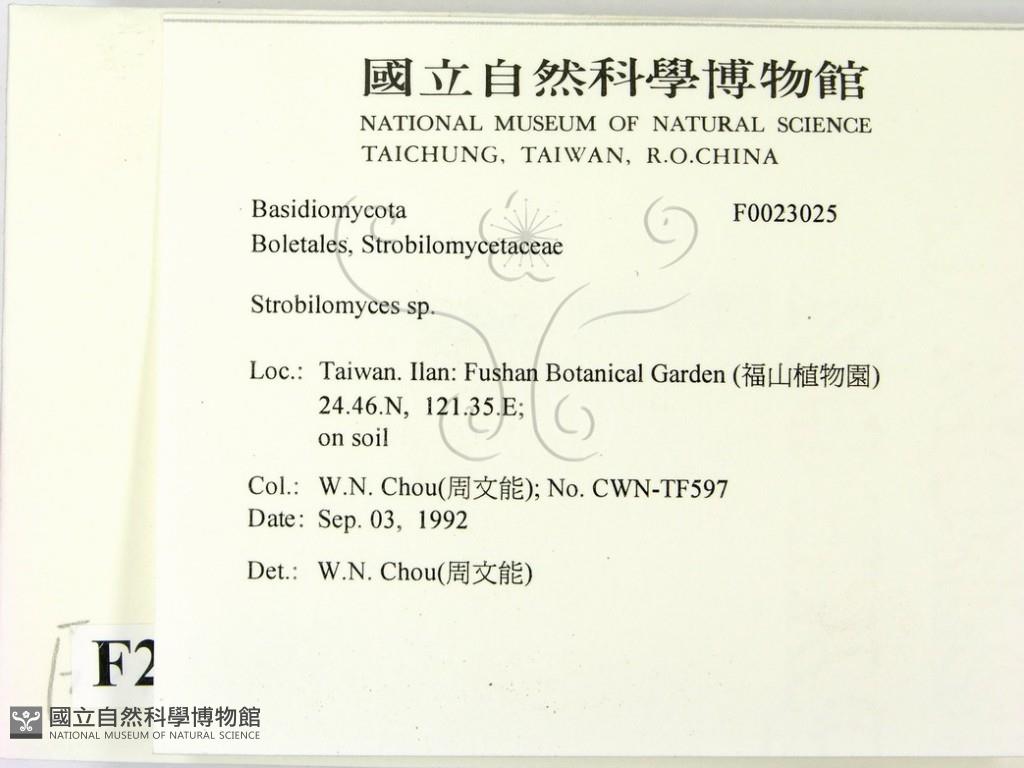 國立自然科學博物館
NATIONAL MUSEUM OF NATURAL SCIENCE
TAICHUNG, TAIWAN, R.O.CHINA
Basidiomycota F0023025
Boletales, Strobilomycetaceae
Strobilomyces sp.
Loc.: Taiwan. Ilan: Fushan Botanical Garden (福山植物園)
24.46.N, 121.35.E;
on soil
Col.: W.N. Chou(周文能); No. CWN-TF597
Date: Sep. 03, 1992
Det.: W.N. Chou(周文能)
F2
國立自然科學博物館
NATIONAL MUSEUM OF NATURAL SCIENCE